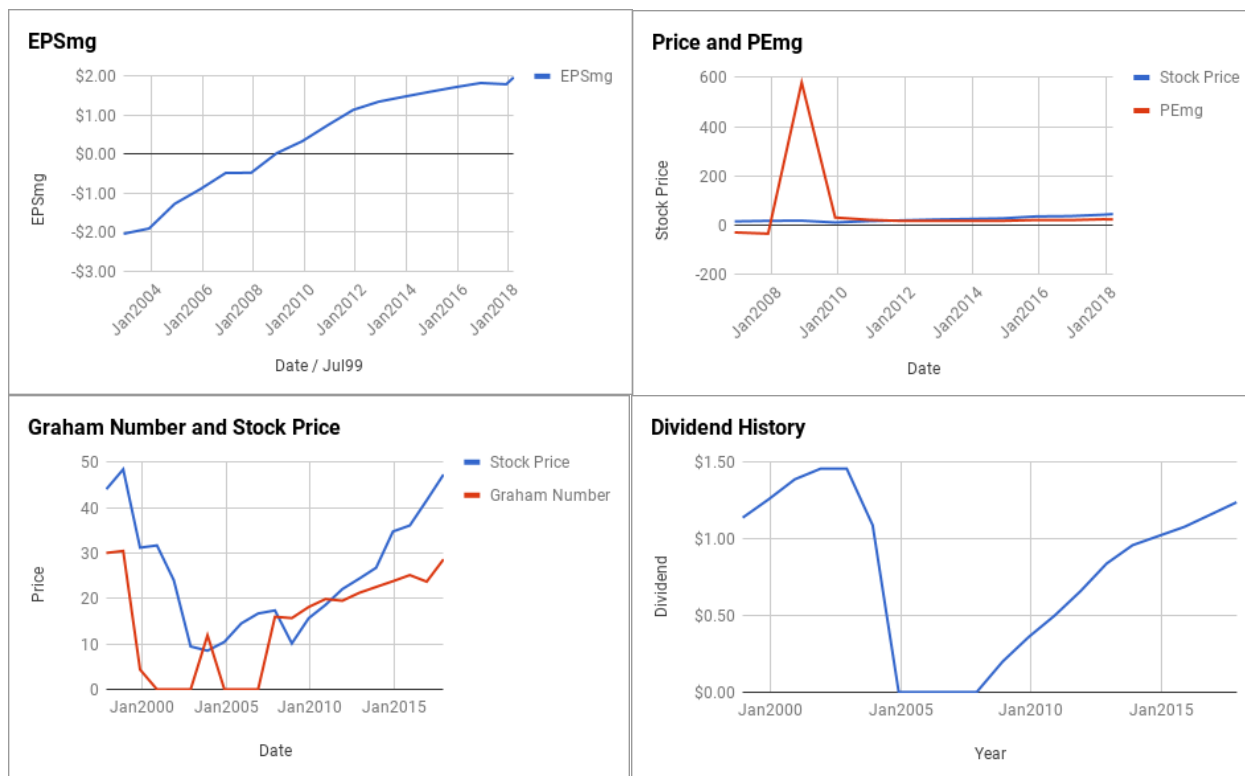 EPSmg
$2.00
$1.00
$0.00
-$1.00
-$2.00
-$3.00
EPSmg
EPSmg
Jan2004
Jan2006
Jan2008
Jan2010
Jan2012
Jan2014
Jan2016
Jan2018
Date / Jul99
Price and PEmg
600
400
200
0
-200
Stock Price
Stock Price
PEmg
Jan2008
Jan2010
Jan2012
Jan2014
Jan2016
Jan2018
Date
Graham Number and Stock Price
50
40
30
20
10
0
Price
Stock Price
Graham Number
Jan2000
Jan2005
Jan2010
Jan2015
Date
Dividend History
$1.50
$1.00
$0.50
$0.00
Dividend
Jan2000
Jan2005
Jan2010
Jan2015
Year